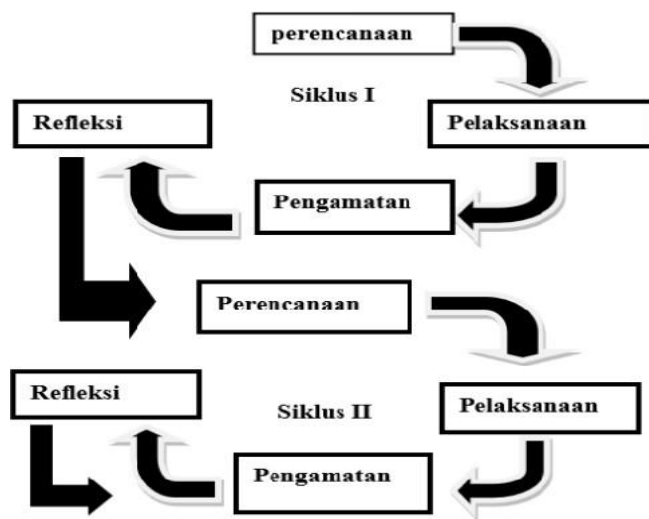 perencanaan
Siklus I
Refleksi
Pelaksanaan
Pengamatan
Perencanaan
Refleksi
Siklus II
Pelaksanaan
Pengamatan